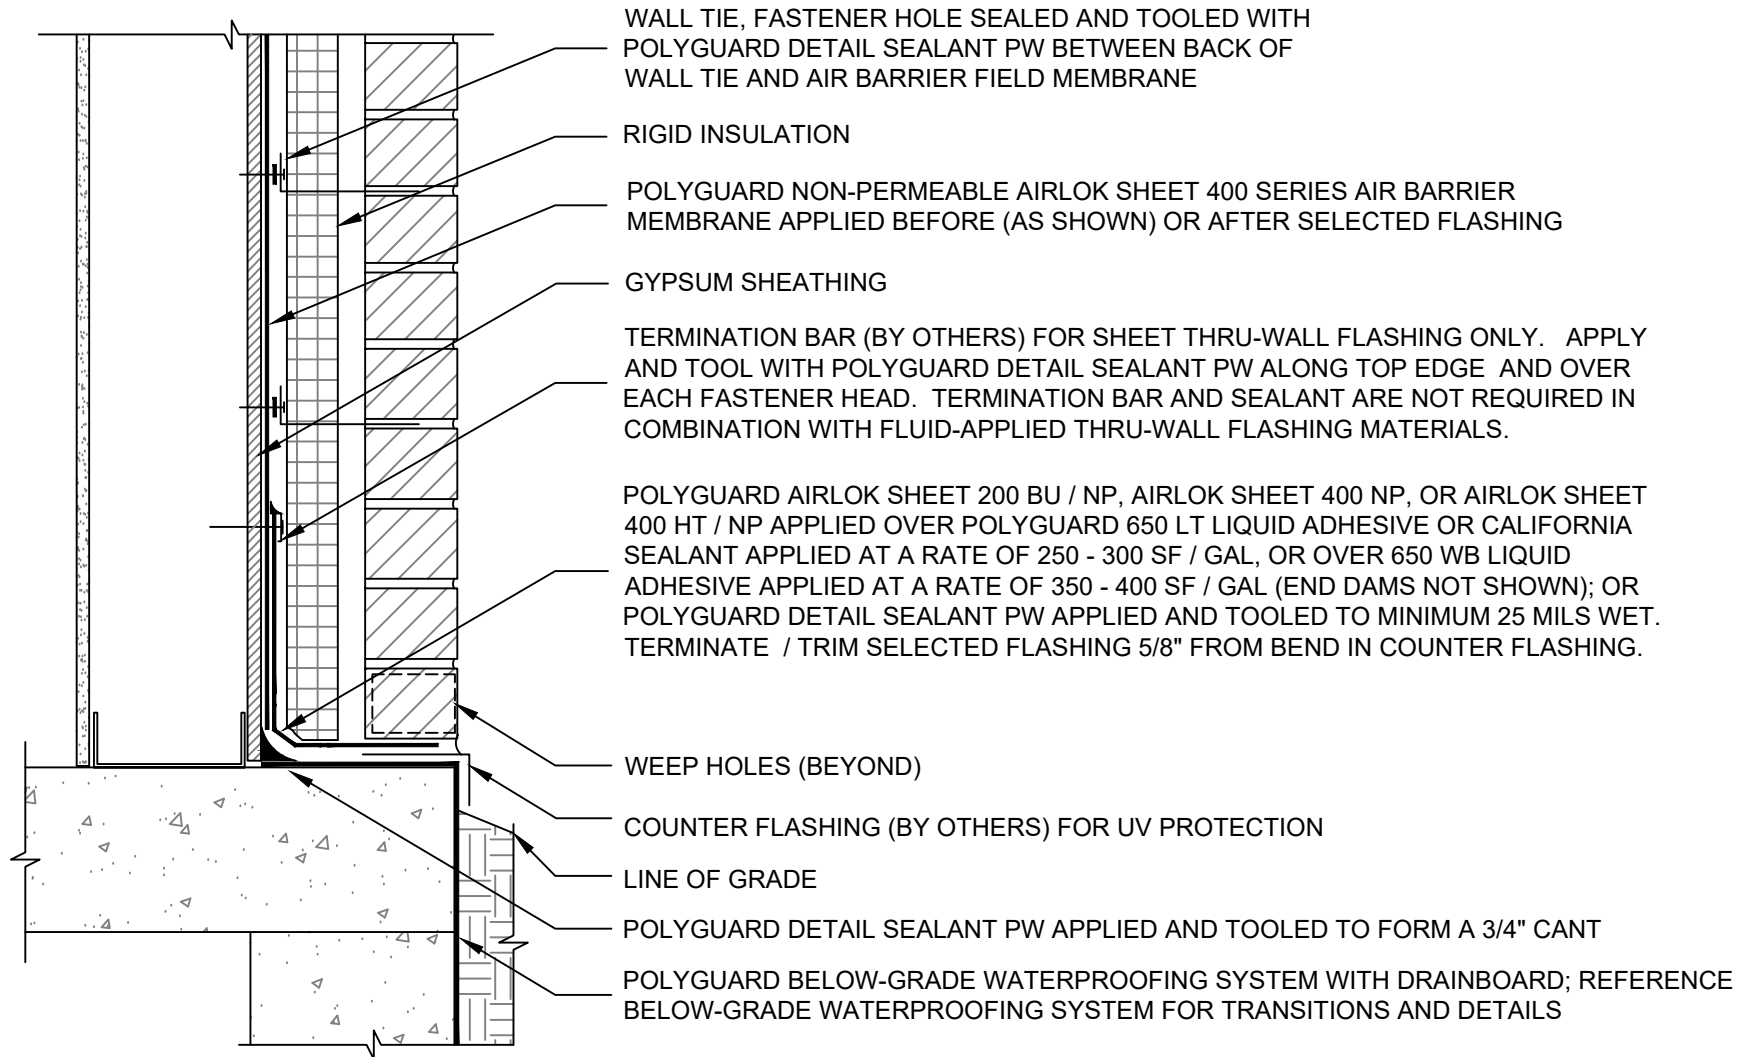 WALL TIE, FASTENER HOLE SEALED AND TOOLED WITH
POLYGUARD DETAIL SEALANT PW BETWEEN BACK OF
WALL TIE AND AIR BARRIER FIELD MEMBRANE
RIGID INSULATION
POLYGUARD NON-PERMEABLE AIRLOK SHEET 400 SERIES AIR BARRIER
MEMBRANE APPLIED BEFORE (AS SHOWN) OR AFTER SELECTED FLASHING
GYPSUM SHEATHING
TERMINATION BAR (BY OTHERS) FOR SHEET THRU-WALL FLASHING ONLY. APPLY
AND TOOL WITH POLYGUARD DETAIL SEALANT PW ALONG TOP EDGE AND OVER
EACH FASTENER HEAD. TERMINATION BAR AND SEALANT ARE NOT REQUIRED IN
COMBINATION WITH FLUID-APPLIED THRU-WALL FLASHING MATERIALS.
POLYGUARD AIRLOK SHEET 200 BU / NP, AIRLOK SHEET 400 NP, OR AIRLOK SHEET
400 HT / NP APPLIED OVER POLYGUARD 650 LT LIQUID ADHESIVE OR CALIFORNIA
SEALANT APPLIED AT A RATE OF 250 - 300 SF / GAL, OR OVER 650 WB LIQUID
ADHESIVE APPLIED AT A RATE OF 350 - 400 SF / GAL (END DAMS NOT SHOWN); OR
POLYGUARD DETAIL SEALANT PW APPLIED AND TOOLED TO MINIMUM 25 MILS WET.
TERMINATE / TRIM SELECTED FLASHING 5/8" FROM BEND IN COUNTER FLASHING.
WEEP HOLES (BEYOND)
COUNTER FLASHING (BY OTHERS) FOR UV PROTECTION
LINE OF GRADE
POLYGUARD DETAIL SEALANT PW APPLIED AND TOOLED TO FORM A 3/4" CANT
POLYGUARD BELOW-GRADE WATERPROOFING SYSTEM WITH DRAINBOARD; REFERENCE
BELOW-GRADE WATERPROOFING SYSTEM FOR TRANSITIONS AND DETAILS